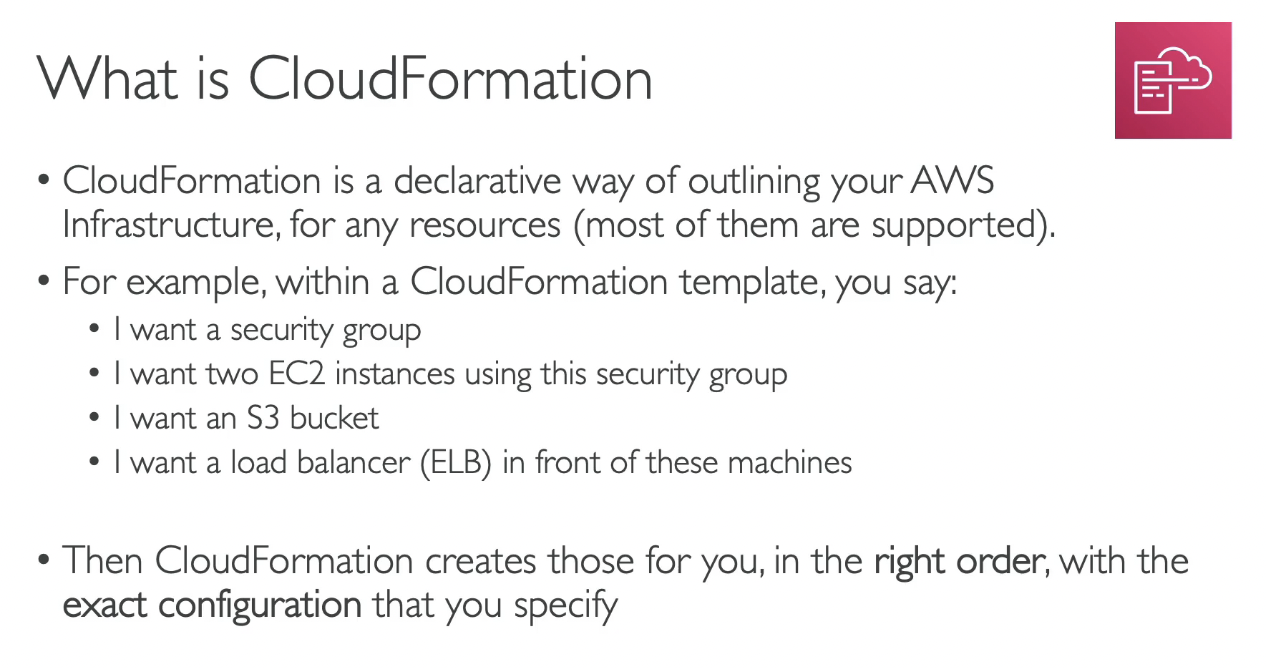 What is CloudFormation
• CloudFormation is a declarative way of outlining your AWS
Infrastructure, for any resources (most of them are supported).
• For example, within a CloudFormation template, you say:
• I want a security group
• I want two EC2 instances using this security group
• I want an S3 bucket
• I want a load balancer (ELB) in front of these machines
• Then CloudFormation creates those for you, in the right order, with the
exact configuration that you specify